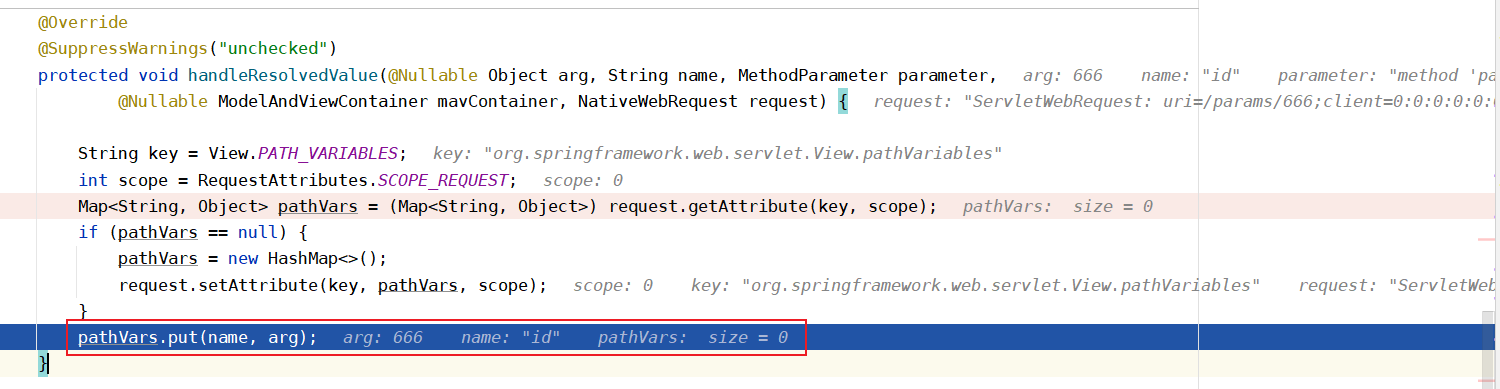 @Override
@SuppressWarnings("unchecked")
protected void handleResolvedValue(@Nullable Object arg, String name, MethodParameter parameter, arg: 666 name: "id" parameter: "method 'pa
@Nullable ModelAndViewContainer mavContainer, NativeWebRequest request) { request: "ServletWebRequest: uri=/params/666;client=0:0:0:0:0:
String key = View.PATH_VARIABLES; key: "org.springframework.web.servlet.View.pathVariables"
int scope = RequestAttributes.SCOPE_REQUEST; scope: 0
Map<String, Object> pathVars = (Map<String, Object>) request.getAttribute(key, scope); pathVars: size = 0
if (pathVars == null) {
pathVars = new HashMap<>();
request.setAttribute(key, pathVars, scope); scope: 0 key: "org.springframework.web.servlet.View.pathVariables" request: "ServletWeb
}
pathVars.put(name, arg); arg: 666 name: "id" pathVars: size = 0
}